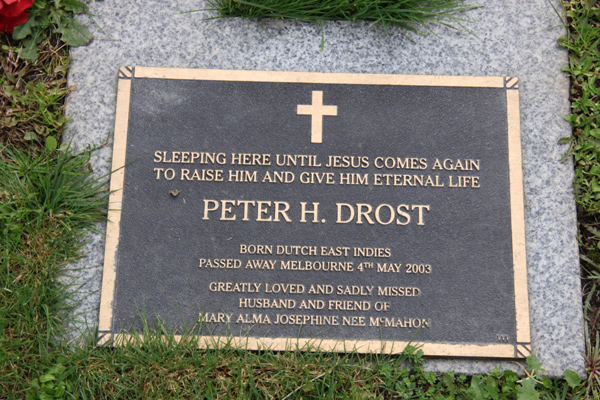 SLEEPING HERE UNTIL JESUS COMES AGAIN
TO RAISE HIM AND GIVE HIM ETERNAL LIFE
PETER H. DROST
BORN DUTCH EAST INDIES
PASSED AWAY MELBOURNE 4TH MAY 2003
GREATLY LOVED AND SADLY MISSED
HUSBAND AND FRIEND OF
MARY ALMA JOSEPHINE NEE McMAHON